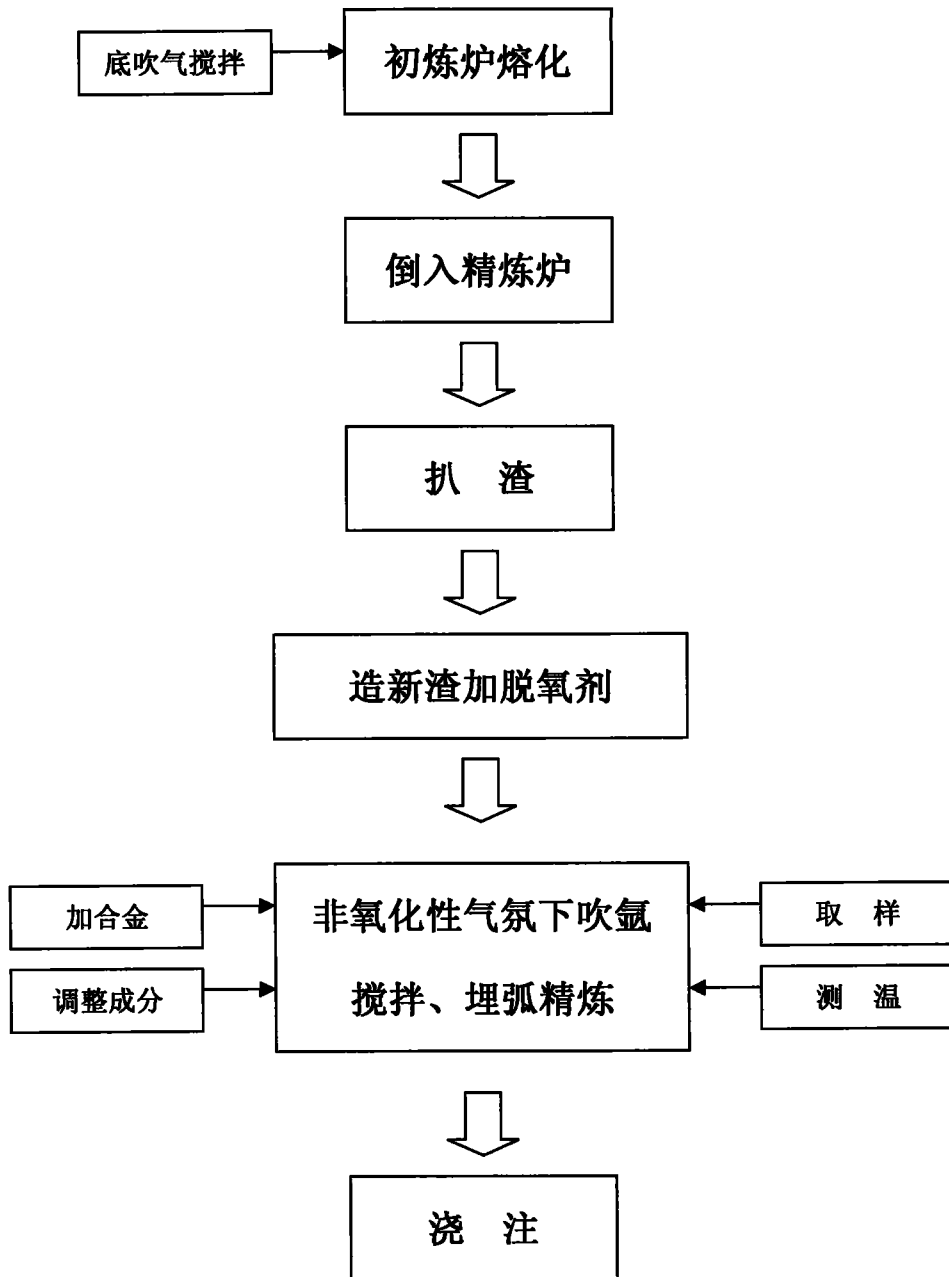 底吹气搅拌
初炼炉熔化
倒入精炼炉
扒 渣
造新渣加脱氧剂
加合金
调整成分
非氧化性气氛下吹氩
搅拌、埋弧精炼
取 样
测 温
浇 注